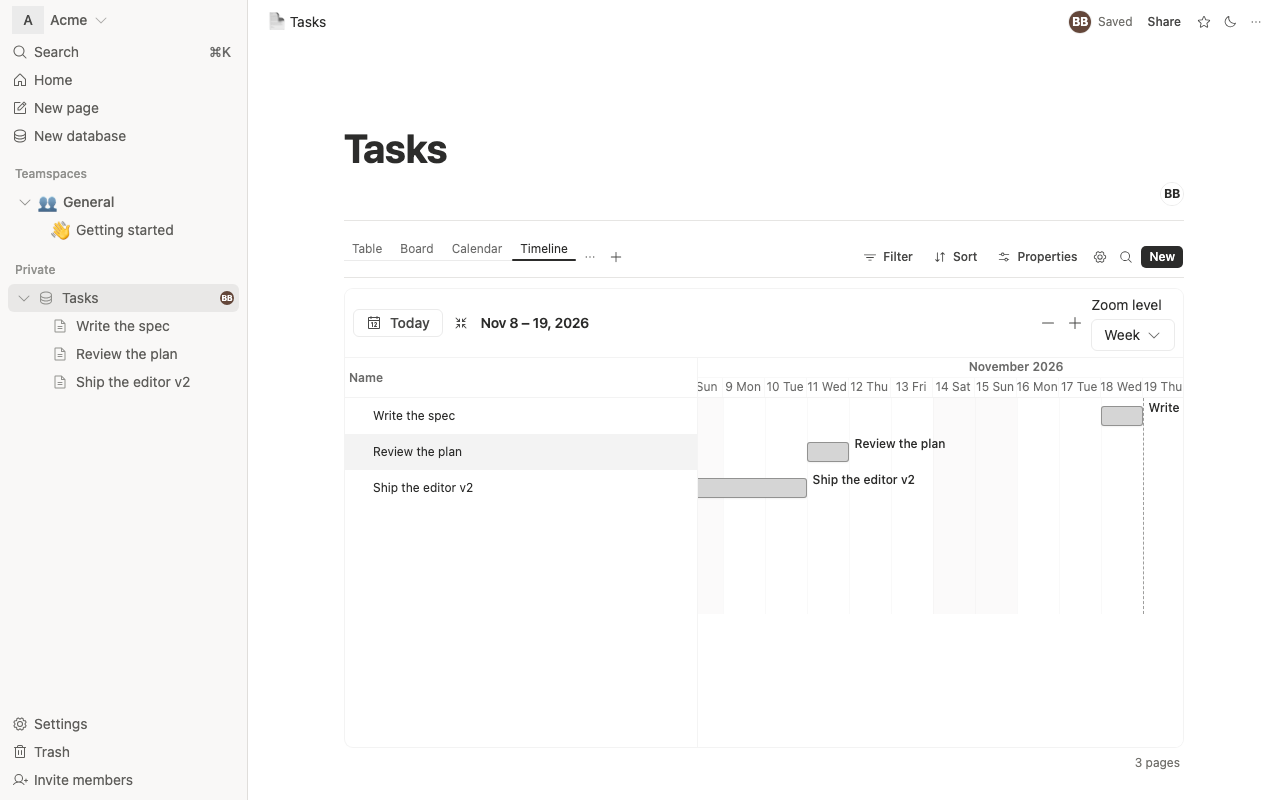 A Acme
Search ⌘K
Home
New page
New database
Teamspaces
General
Getting started
Private
Tasks BB
Write the spec
Review the plan
Ship the editor v2
Settings
Trash
Invite members
Tasks
BB Saved Share
Tasks
BB
Table Board Calendar Timeline
Filter Sort Properties New
12 Today Nov 8 – 19, 2026
Zoom level
Week
Name
November 2026
Sun 9 Mon 10 Tue 11 Wed 12 Thu 13 Fri 14 Sat 15 Sun 16 Mon 17 Tue 18 Wed 19 Thu
Write the spec
Write
Review the plan
Review the plan
Ship the editor v2
Ship the editor v2
3 pages